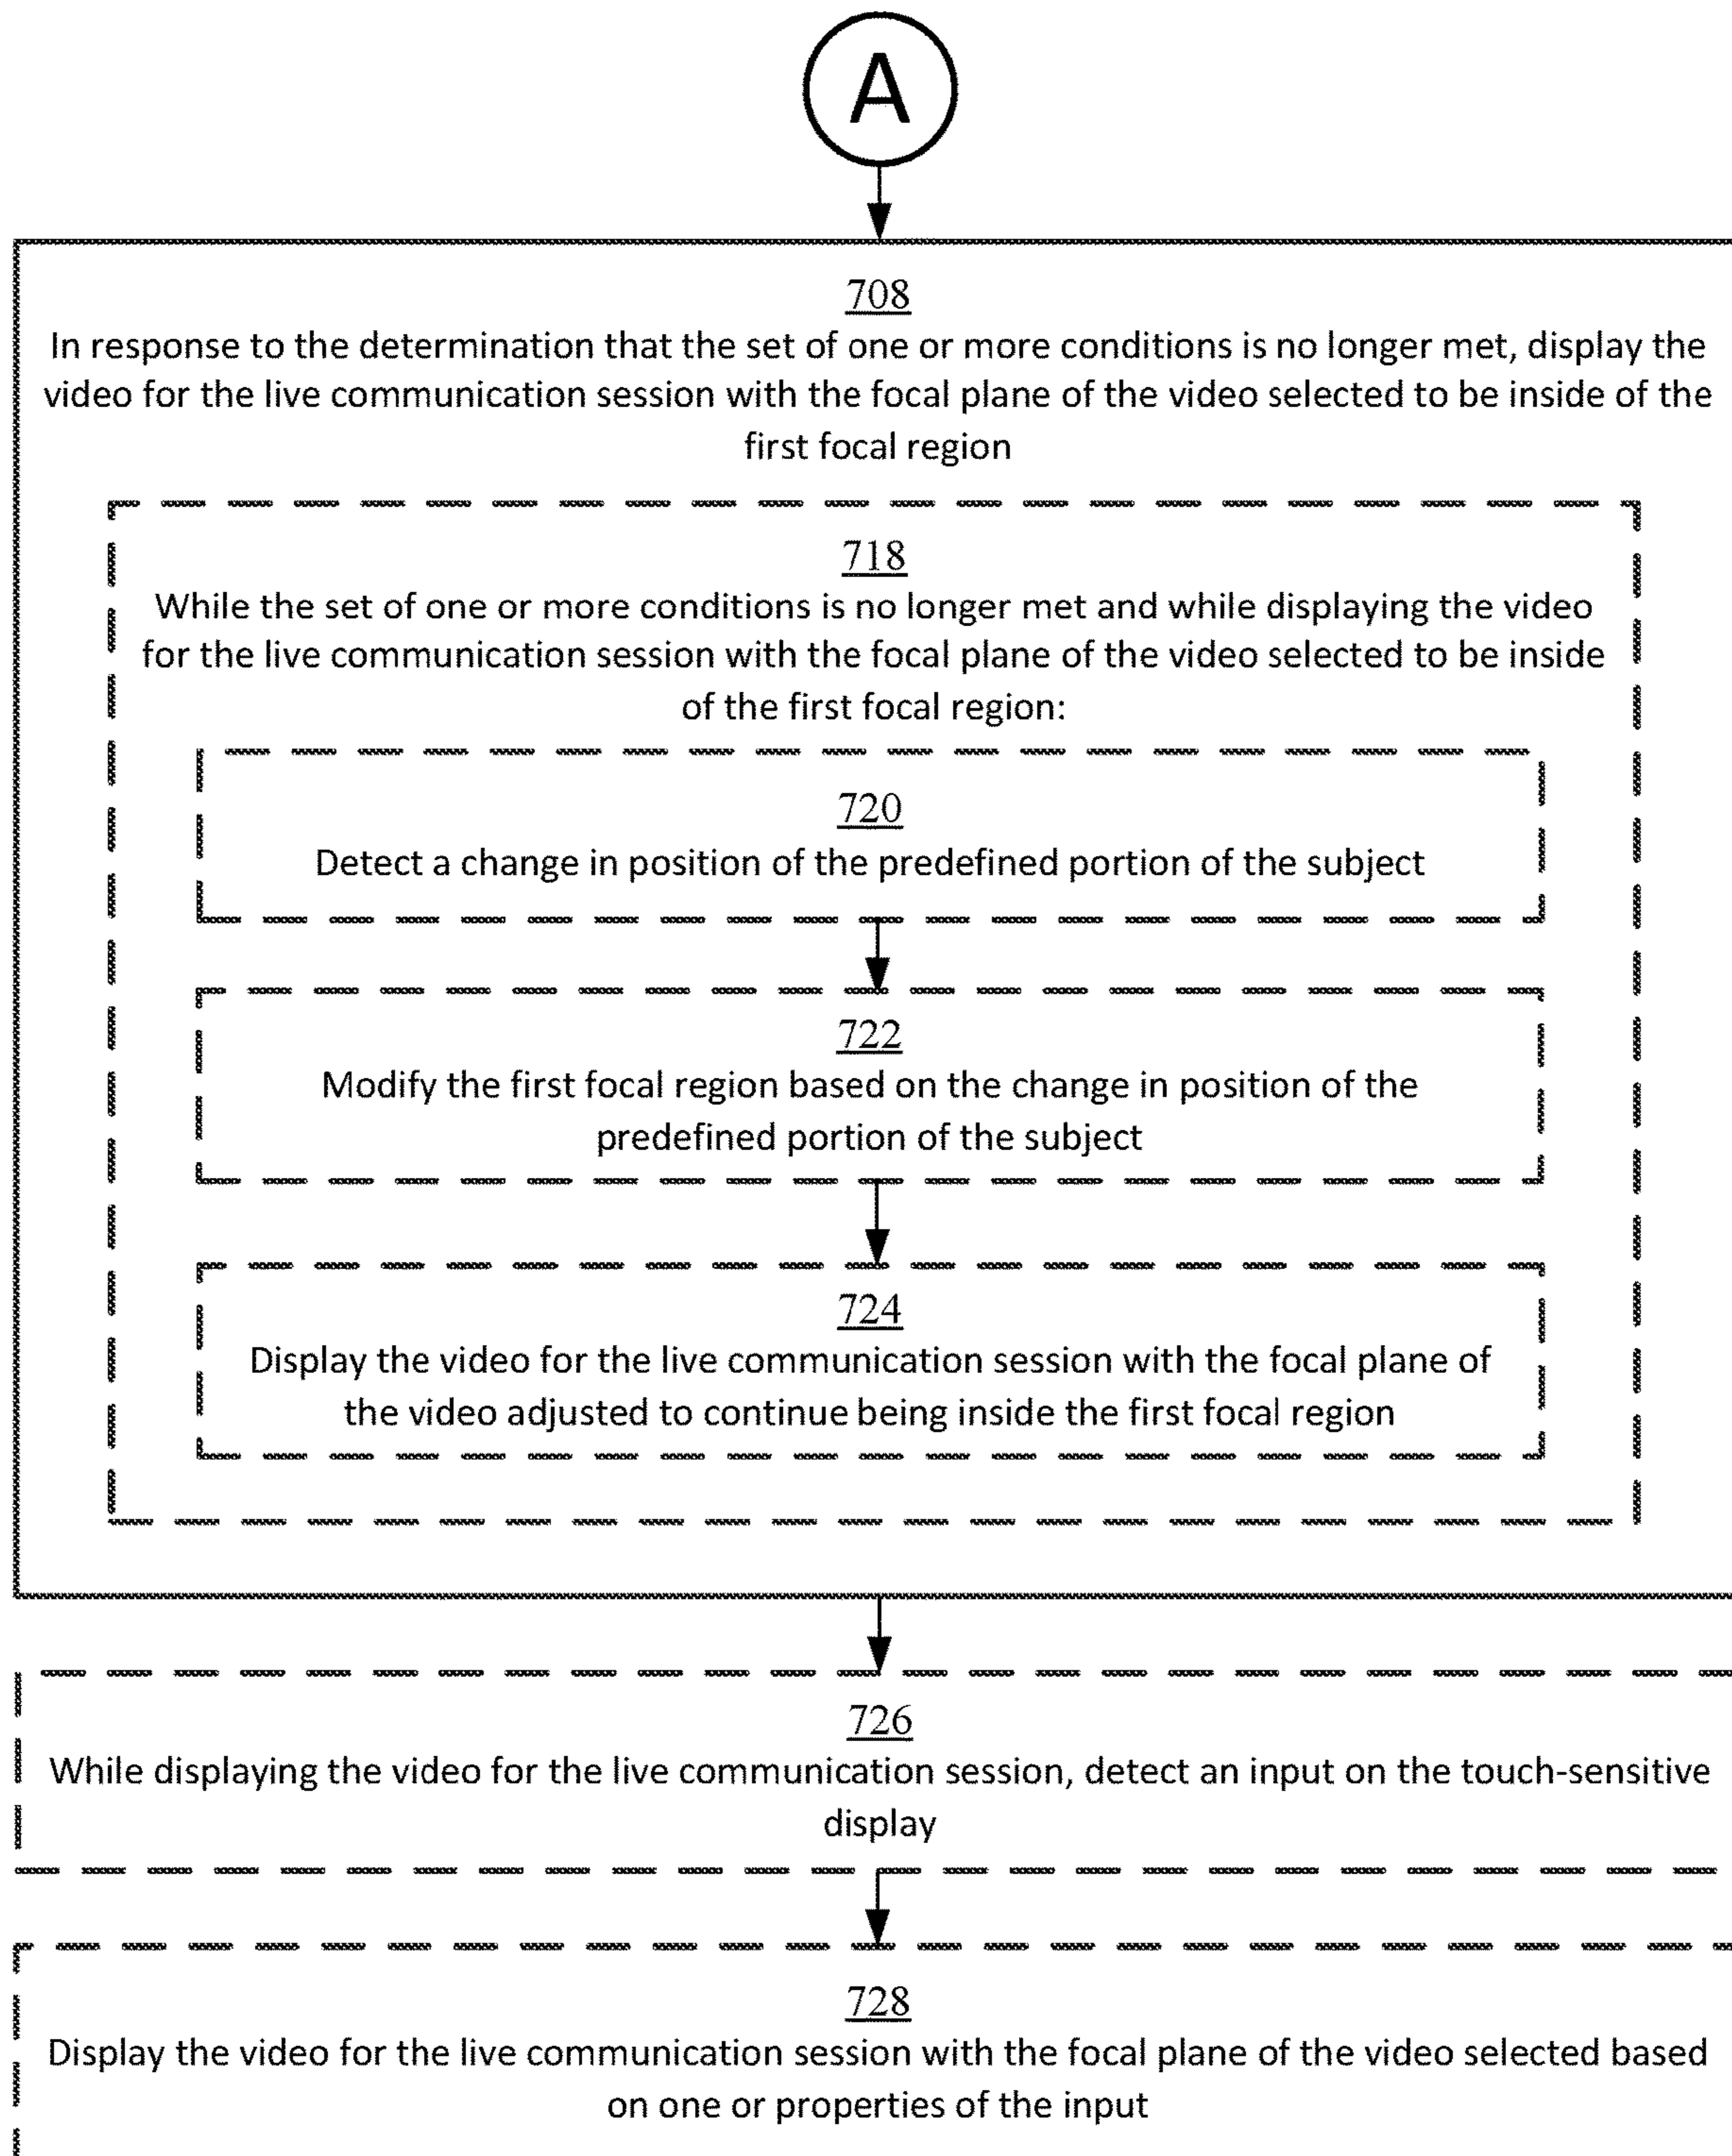 A
708
In response to the determination that the set of one or more conditions is no longer met, display the
video for the live communication session with the focal plane of the video selected to be inside of the
first focal region
718
While the set of one or more conditions is no longer met and while displaying the video
for the live communication session with the focal plane of the video selected to be inside
of the first focal region:
720
Detect a change in position of the predefined portion of the subject
722
Modify the first focal region based on the change in position of the
predefined portion of the subject
724
Display the video for the live communication session with the focal plane of
the video adjusted to continue being inside the first focal region
726
While displaying the video for the live communication session, detect an input on the touch-sensitive
display
728
Display the video for the live communication session with the focal plane of the video selected based
on one or properties of the input